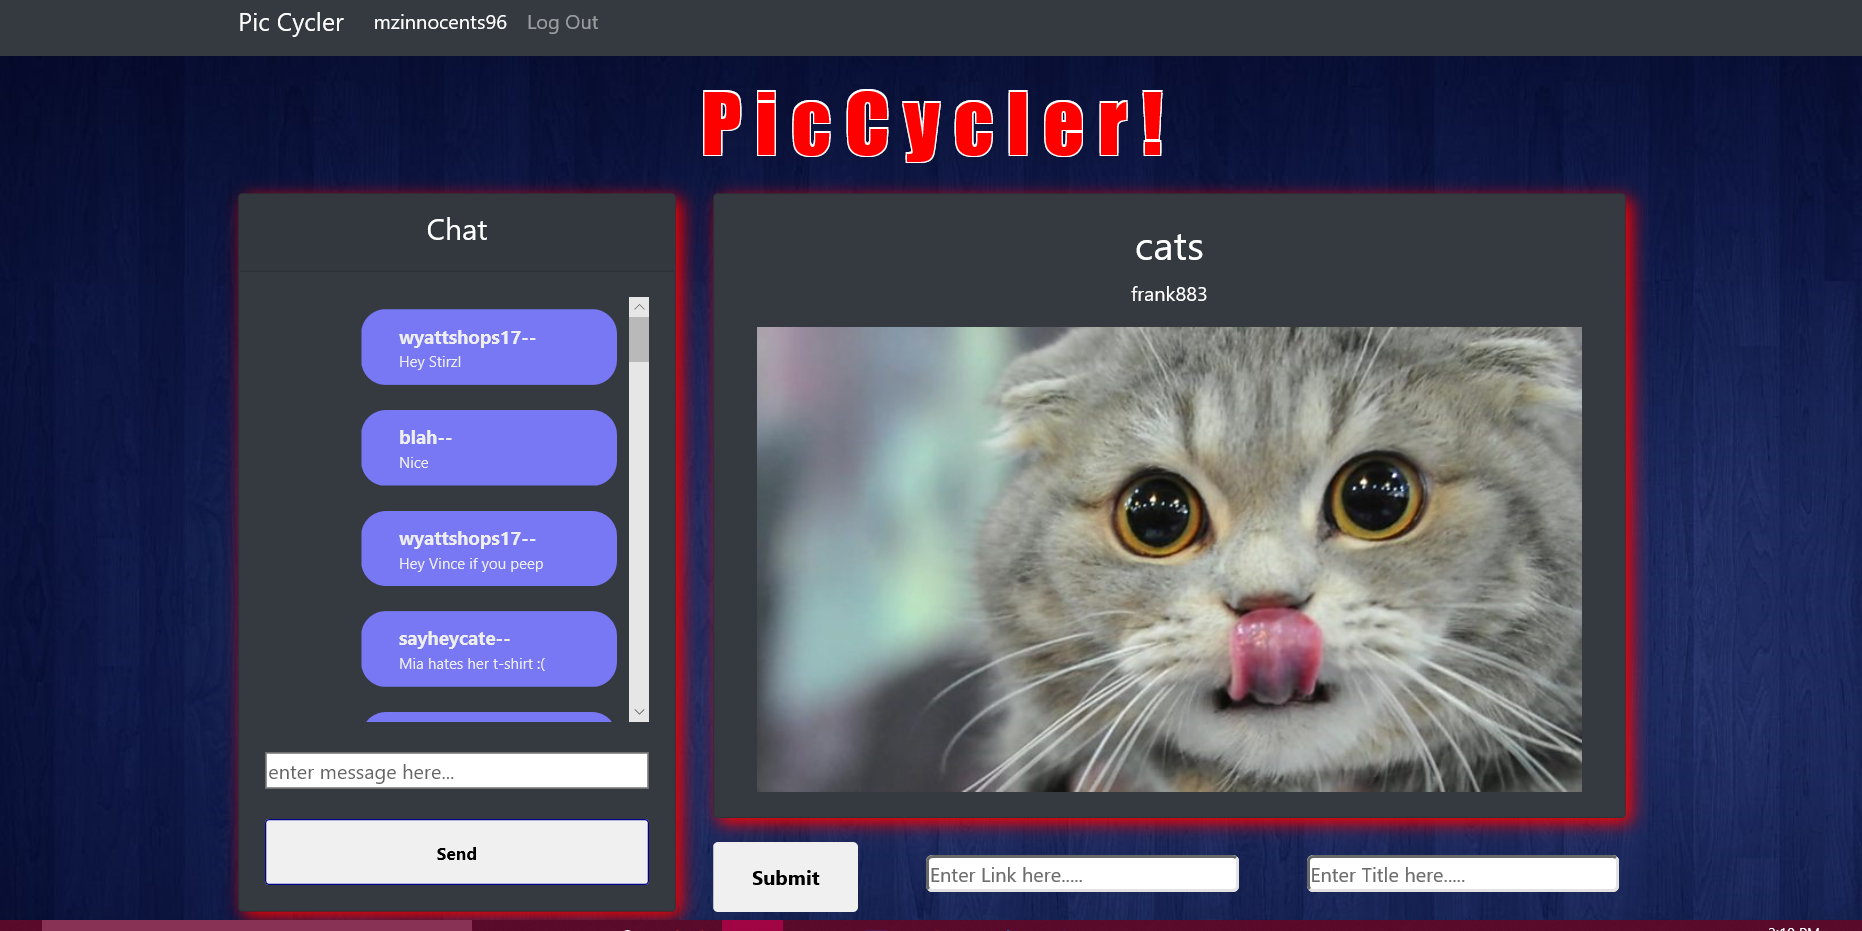 Pic Cycler mzinnocents96 Log Out
PicCycler!
Chat
wyattshops17--
Hey Stirzl
blah--
Nice
wyattshops17--
Hey Vince if you peep
sayheycate--
Mia hates her t-shirt :(
enter message here...
Send
cats
frank883
Submit
Enter Link here.....
Enter Title here.....